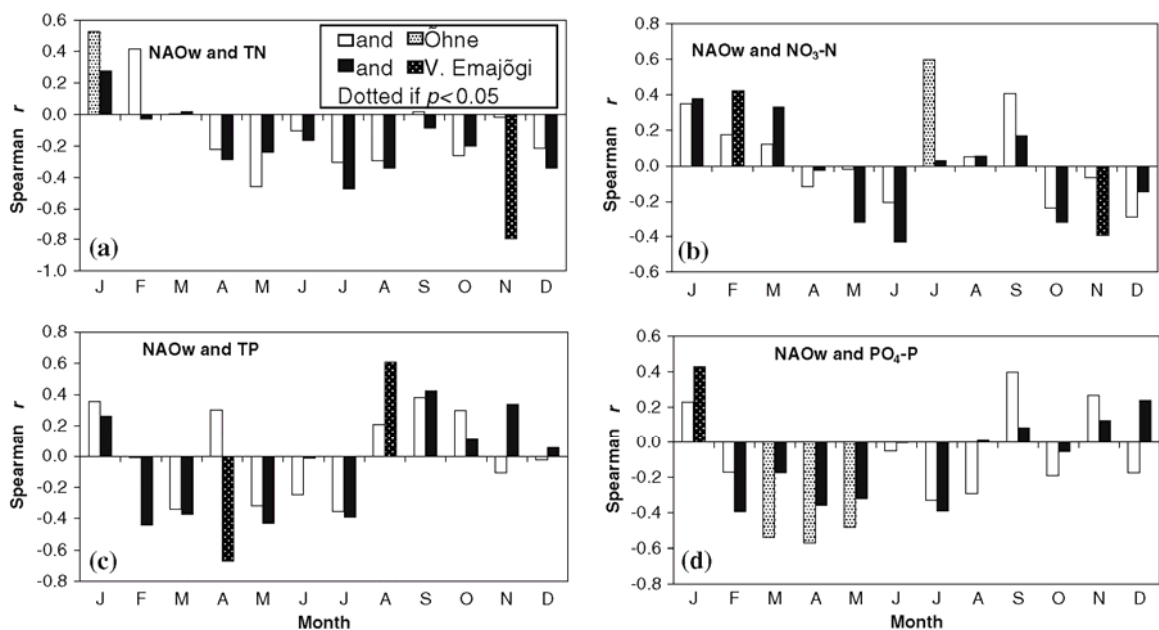 NAOw and TN
and Õhne
and V. Emajõgi
Dotted if p< 0.05
0.6
0.4
0.2
0.0
-0.2
-0.4
-0.6
-0.8
-1.0
Spearman r
(a)
J F M A M J J A S O N D
NAOw and NO₃-N
0.8
0.6
0.4
0.2
0.0
-0.2
-0.4
-0.6
Spearman r
(b)
J F M A M J J A S O N D
NAOw and TP
0.8
0.6
0.4
0.2
0.0
-0.2
-0.4
-0.6
-0.8
Spearman r
(c)
J F M A M J J A S O N D
Month
NAOw and PO₄-P
0.6
0.4
0.2
0.0
-0.2
-0.4
-0.6
-0.8
Spearman r
(d)
J F M A M J J A S O N D
Month